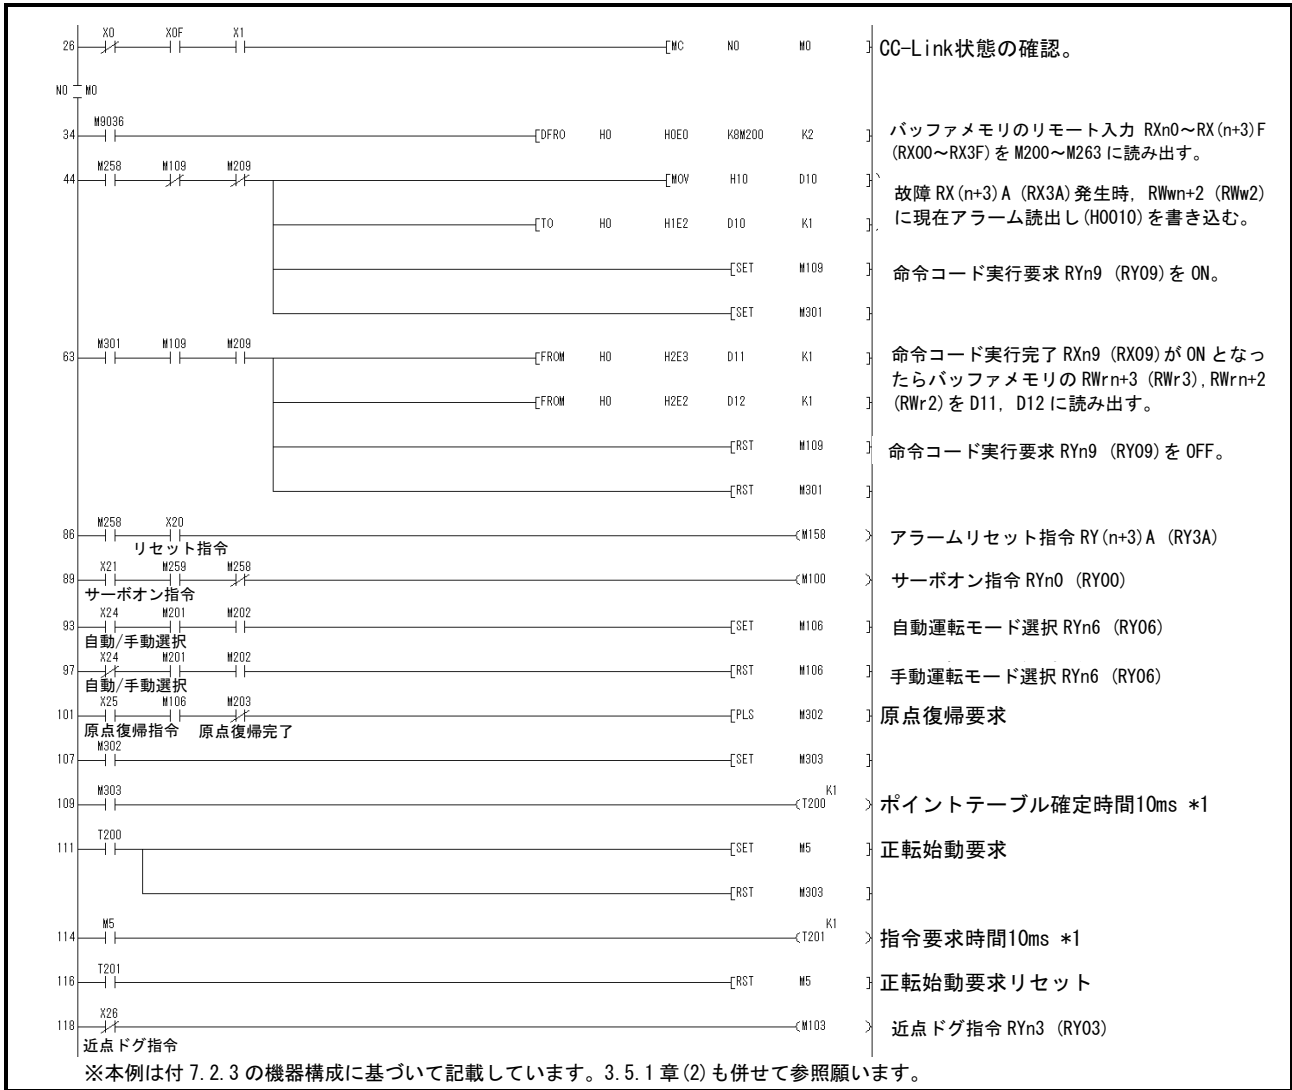 X0 X0F X1
26 [MC N0 M0 ] CC-Link状態の確認。
N0 M0
M9036
34 [DFRO H0 H0E0 K8M200 K2 ] バッファメモリのリモート入力 RXn0～RX(n+3)F
(RX00～RX3F)を M200～M263 に読み出す。
M258 M109 M209
44 [MOV H10 D10 ]
故障 RX(n+3)A (RX3A)発生時, RWwn+2 (RWw2)
に現在アラーム読出し(H0010)を書き込む。
[TO H0 H1E2 D10 K1 ]
[SET M109 ] 命令コード実行要求 RYn9 (RY09)を ON。
[SET M301 ]
M301 M109 M209
63 [FROM H0 H2E3 D11 K1 ] 命令コード実行完了 RXn9 (RX09)が ON となっ
たらバッファメモリの RWrn+3 (RWr3),RWrn+2
[FROM H0 H2E2 D12 K1 ] (RWr2)を D11, D12 に読み出す。
[RST M109 ] 命令コード実行要求 RYn9 (RY09)を OFF。
[RST M301 ]
M258 X20
86 (M158 ) アラームリセット指令 RY(n+3)A (RY3A)
リセット指令
X21 M259 M258
89 (M100 ) サーボオン指令 RYn0 (RY00)
サーボオン指令
X24 M201 M202
93 [SET M106 ] 自動運転モード選択 RYn6 (RY06)
自動/手動選択
X24 M201 M202
97 [RST M106 ] 手動運転モード選択 RYn6 (RY06)
自動/手動選択
X25 M106 M203
101 [PLS M302 ] 原点復帰要求
原点復帰指令 原点復帰完了
M302
107 [SET M303 ]
M303 K1
109 (T200 ) ポイントテーブル確定時間10ms *1
T200
111 [SET M5 ] 正転始動要求
[RST M303 ]
M5 K1
114 (T201 ) 指令要求時間10ms *1
T201
116 [RST M5 ] 正転始動要求リセット
X26
118 (M103 ) 近点ドグ指令 RYn3 (RY03)
近点ドグ指令
※本例は付 7.2.3 の機器構成に基づいて記載しています。3.5.1 章(2)も併せて参照願います。